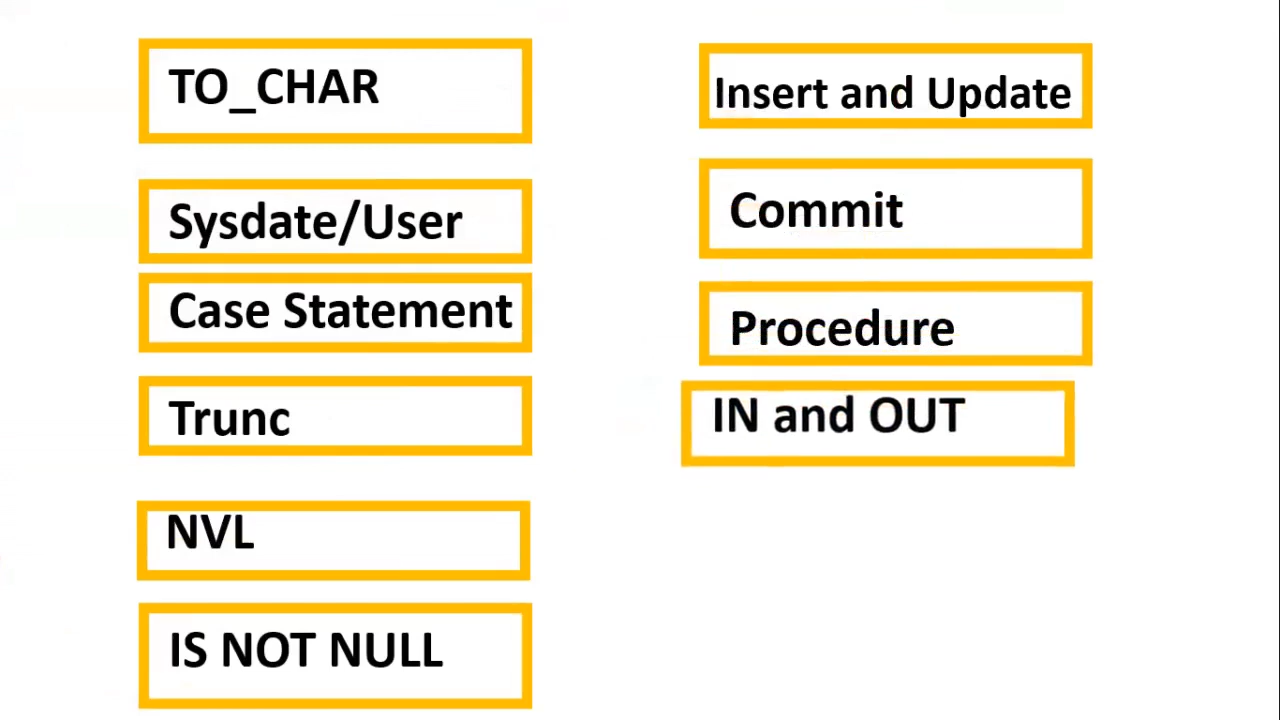 TO_CHAR
Sysdate/User
Case Statement
Trunc
NVL
IS NOT NULL
Insert and Update
Commit
Procedure
IN and OUT